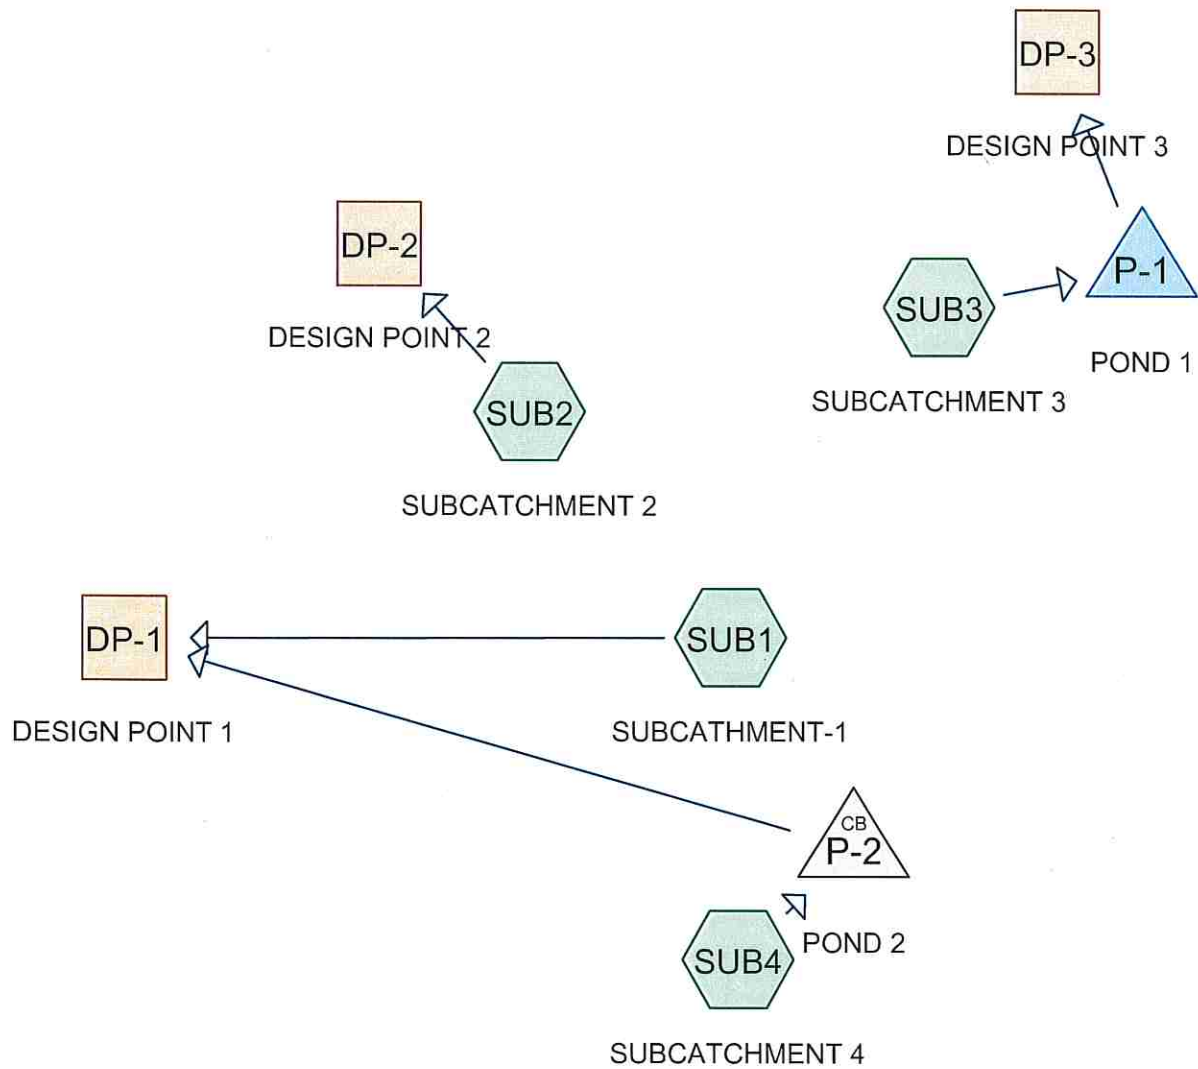 DP-3
DESIGN POINT 3
DP-2
DESIGN POINT 2
P-1
POND 1
SUB3
SUBCATCHMENT 3
SUB2
SUBCATCHMENT 2
DP-1
DESIGN POINT 1
SUB1
SUBCATHMENT-1
CB
P-2
POND 2
SUB4
SUBCATCHMENT 4